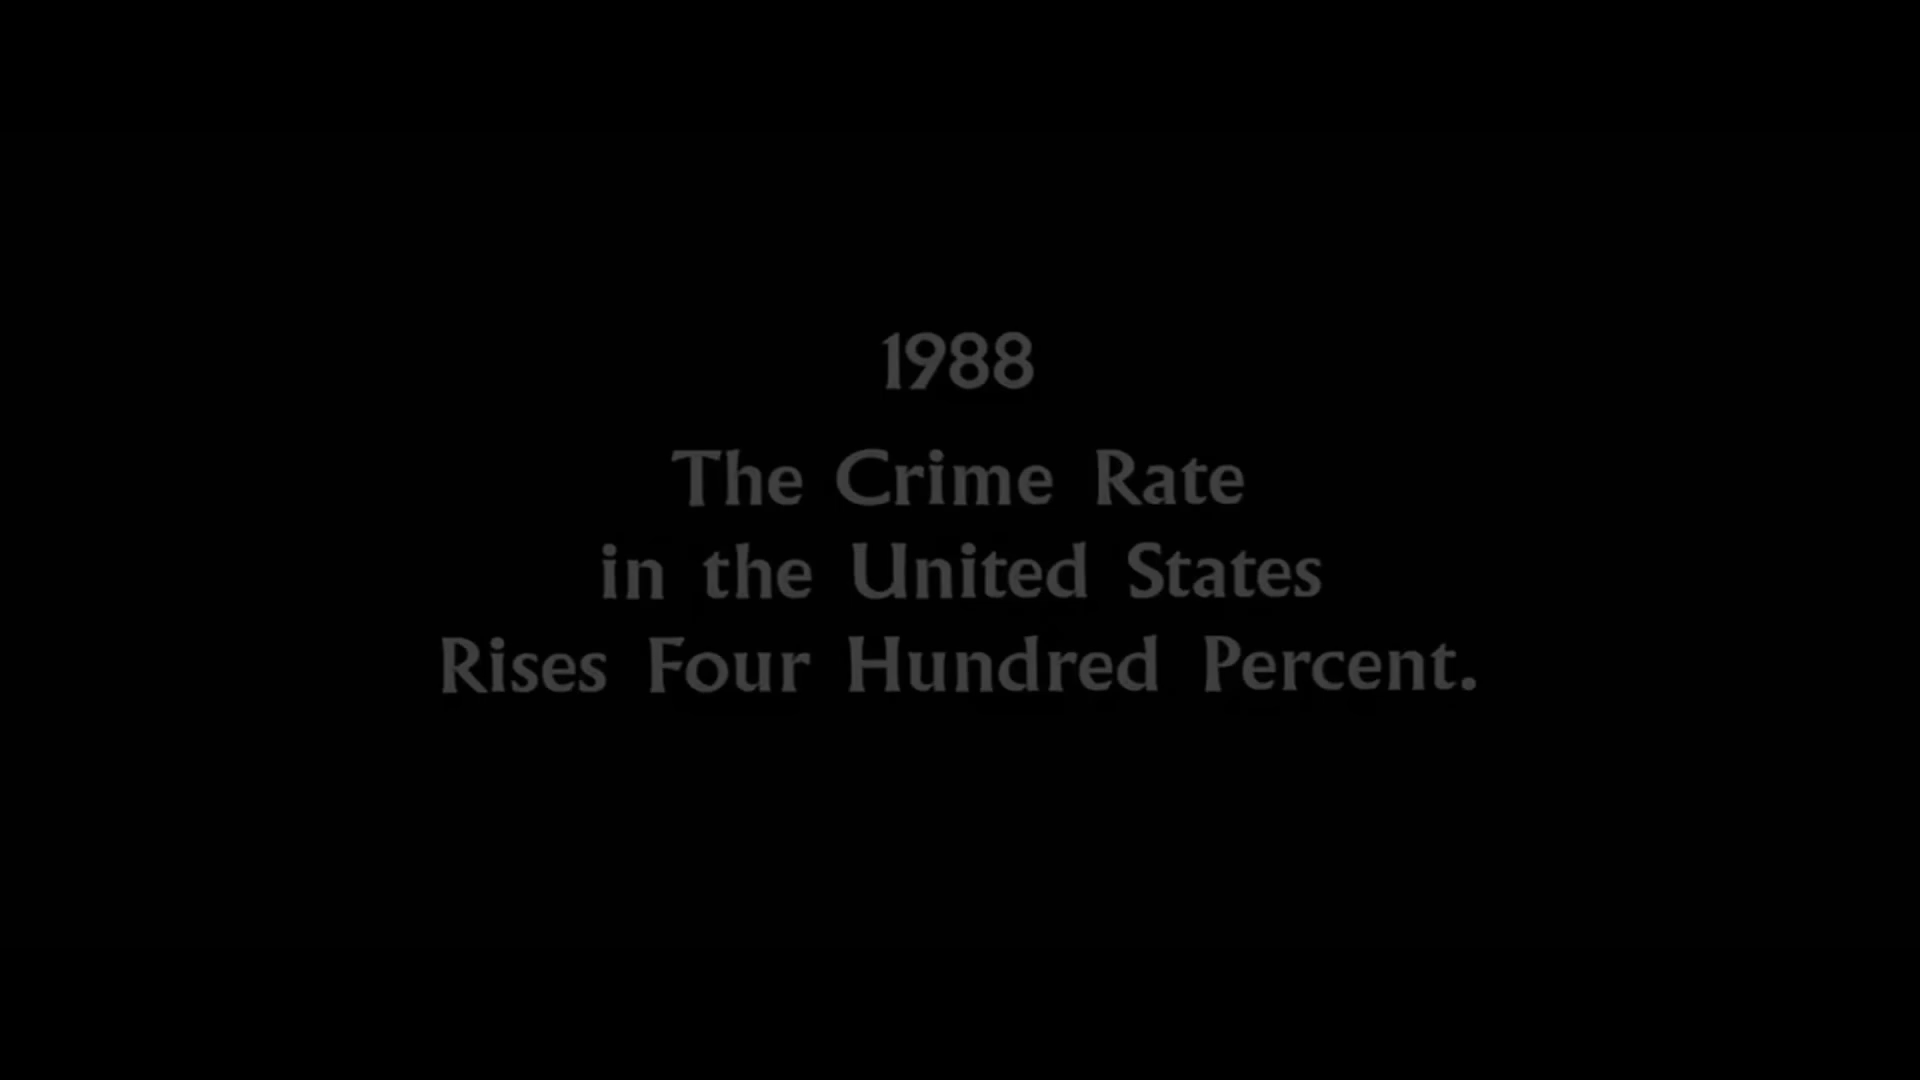 1988
The Crime Rate
in the United States
Rises Four Hundred Percent.